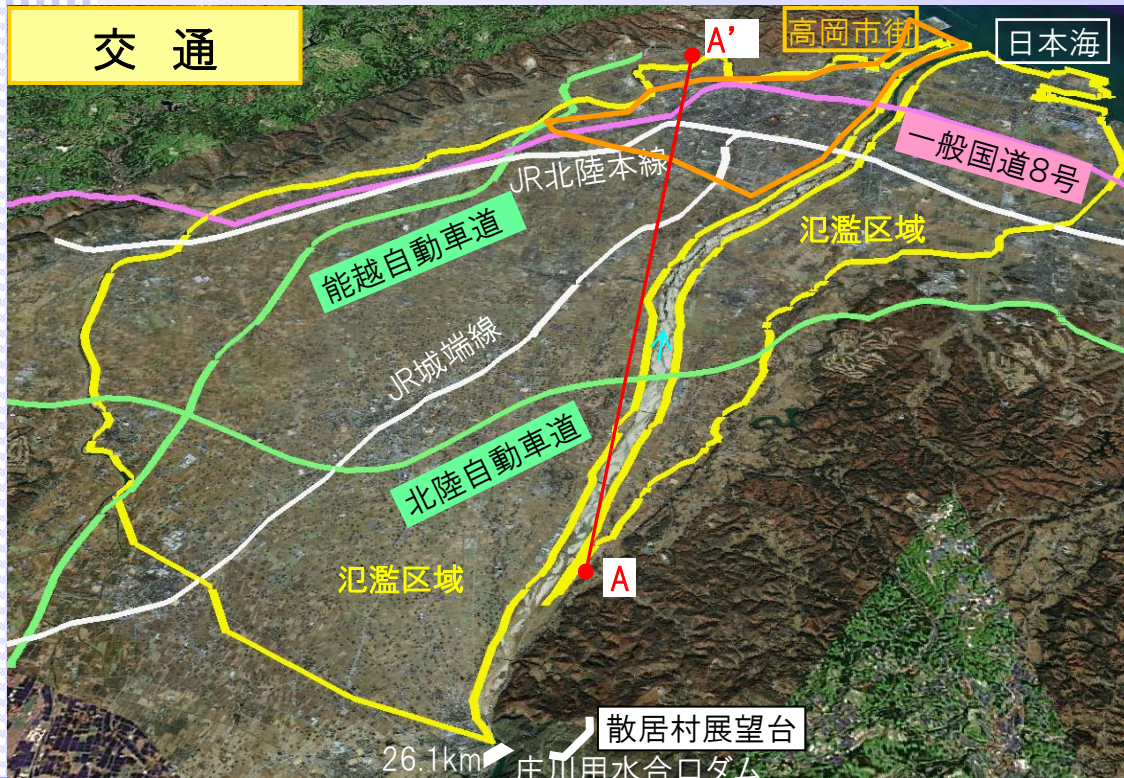 交通
A’
高岡市街
日本海
一般国道8号
JR北陸本線
氾濫区域
能越自動車道
JR城端線
北陸自動車道
氾濫区域
A
散居村展望台
26.1km
庄川用水合口ダム